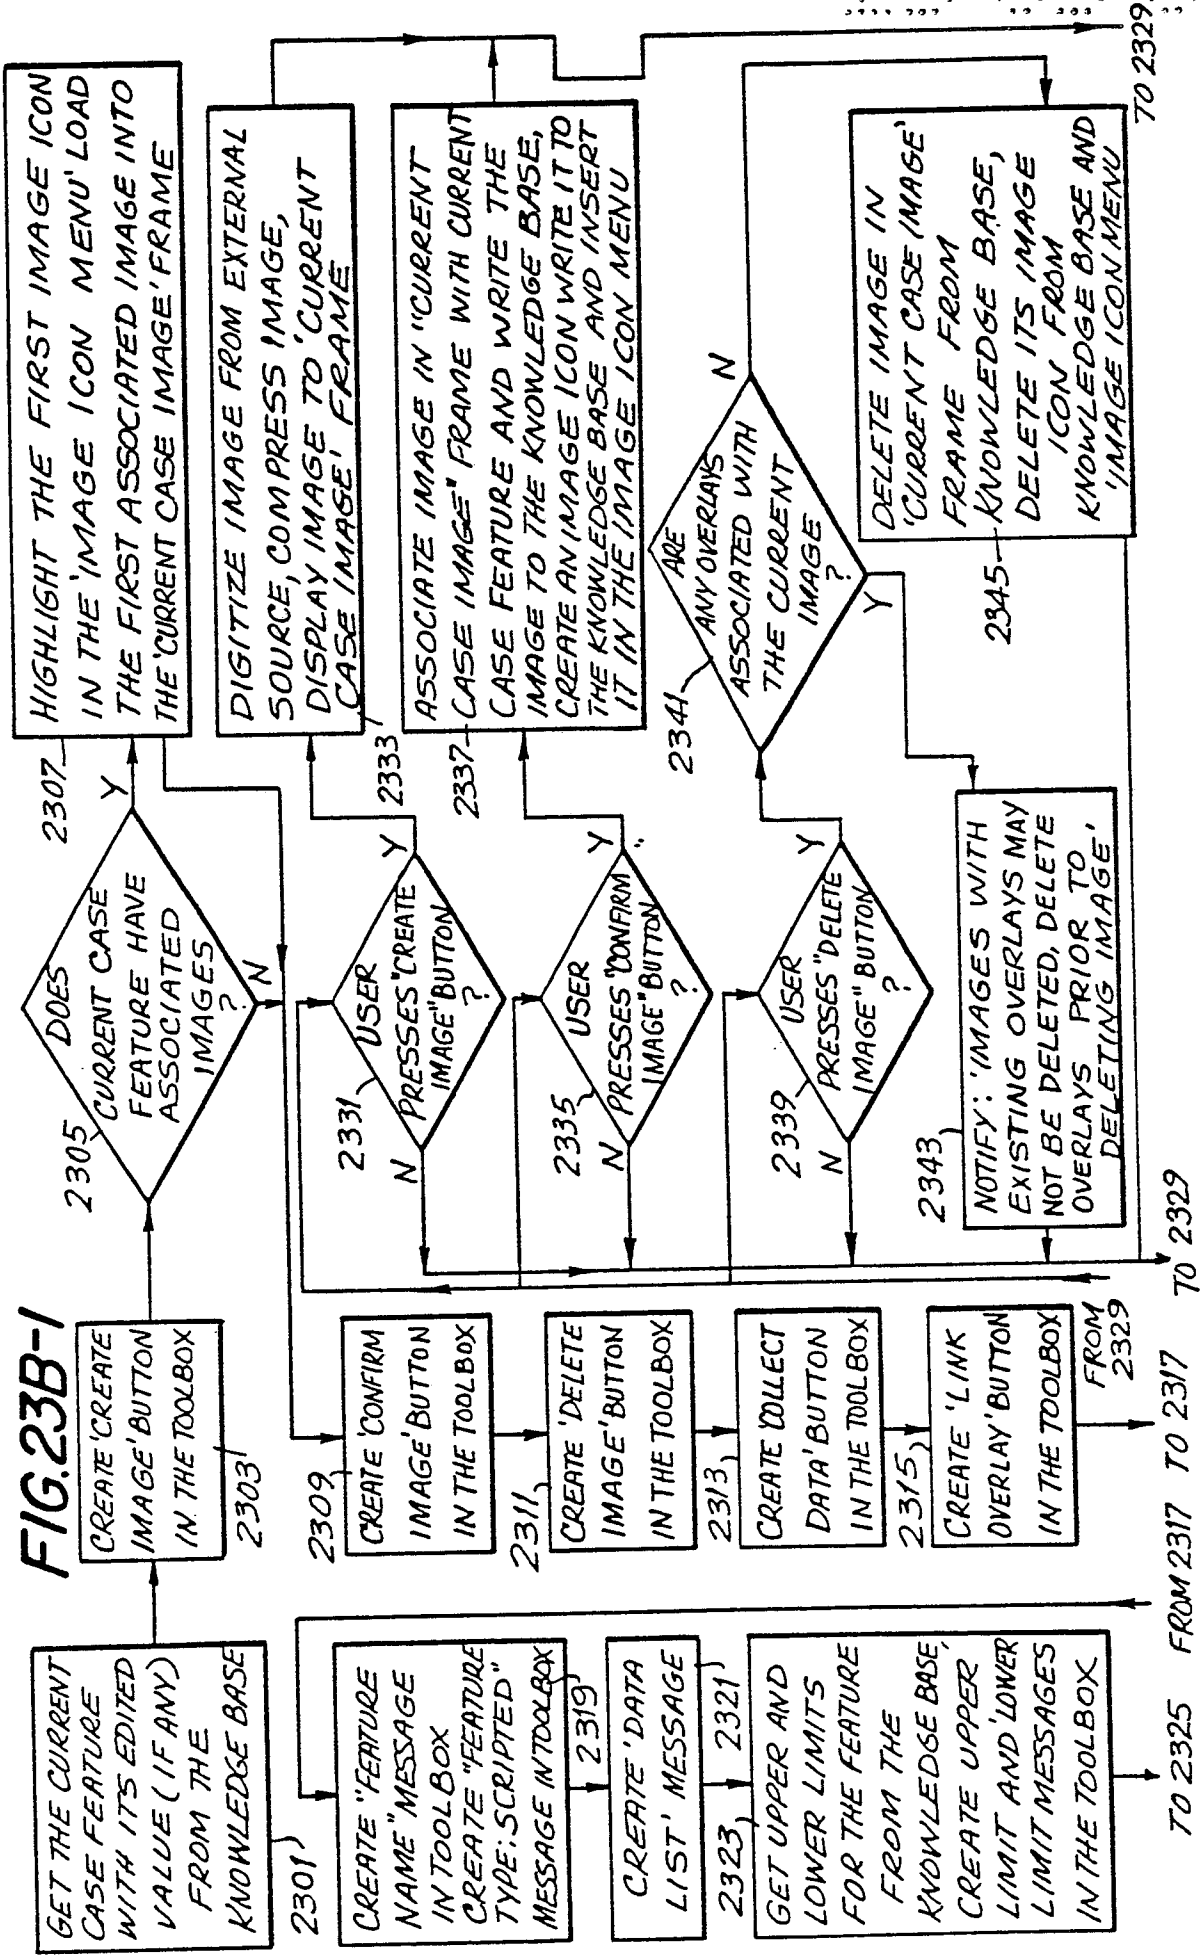 FIG.23B-1
GET THE CURRENT
CASE FEATURE
WITH ITS EDITED
VALUE (IF ANY)
FROM THE
KNOWLEDGE BASE
2301
CREATE 'CREATE
IMAGE' BUTTON
IN THE TOOLBOX
2303
2305
DOES
CURRENT CASE
FEATURE HAVE
ASSOCIATED
IMAGES
?
Y
N
2307
HIGHLIGHT THE FIRST IMAGE ICON
IN THE 'IMAGE ICON MENU' LOAD
THE FIRST ASSOCIATED IMAGE INTO
THE 'CURRENT CASE IMAGE' FRAME
2309
CREATE 'CONFIRM
IMAGE' BUTTON
IN THE TOOLBOX
2311
CREATE 'DELETE
IMAGE' BUTTON
IN THE TOOLBOX
2313
CREATE 'COLLECT
DATA' BUTTON
IN THE TOOLBOX
2315
CREATE 'LINK
OVERLAY' BUTTON
IN THE TOOLBOX
TO 2317
FROM 2317
CREATE "FEATURE
NAME" MESSAGE
IN TOOLBOX
CREATE "FEATURE
TYPE: SCRIPTED"
MESSAGE IN TOOLBOX
2319
CREATE 'DATA
LIST' MESSAGE
2321
2323
GET UPPER AND
LOWER LIMITS
FOR THE FEATURE
FROM THE
KNOWLEDGE BASE,
CREATE UPPER
LIMIT AND 'LOWER
LIMIT MESSAGES
IN THE TOOLBOX
TO 2325
FROM
2329
2331
USER
PRESSES "CREATE
IMAGE" BUTTON
?
Y
N
2333
DIGITIZE IMAGE FROM EXTERNAL
SOURCE, COMPRESS IMAGE,
DISPLAY IMAGE TO 'CURRENT
CASE IMAGE' FRAME
2335
USER
PRESSES "CONFIRM
IMAGE" BUTTON
?
Y
N
2337
ASSOCIATE IMAGE IN "CURRENT
CASE IMAGE" FRAME WITH CURRENT
CASE FEATURE AND WRITE THE
IMAGE TO THE KNOWLEDGE BASE,
CREATE AN IMAGE ICON WRITE IT TO
THE KNOWLEDGE BASE AND INSERT
IT IN THE IMAGE ICON MENU
2339
USER
PRESSES "DELETE
IMAGE" BUTTON
?
Y
N
2341
ARE
ANY OVERLAYS
ASSOCIATED WITH
THE CURRENT
IMAGE
?
N
Y
2343
NOTIFY: 'IMAGES WITH
EXISTING OVERLAYS MAY
NOT BE DELETED, DELETE
OVERLAYS PRIOR TO
DELETING IMAGE'
2345
DELETE IMAGE IN
'CURRENT CASE IMAGE'
FRAME FROM
KNOWLEDGE BASE,
DELETE ITS IMAGE
ICON FROM
KNOWLEDGE BASE AND
'IMAGE ICON MENU
TO 2329
TO 2329